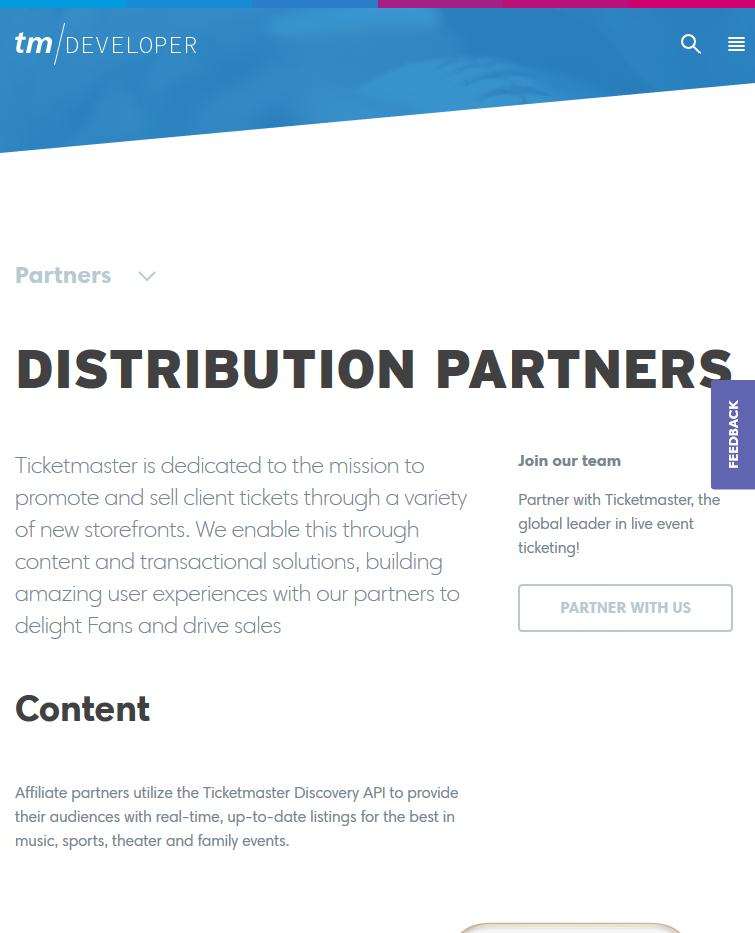 tm/DEVELOPER
Partners
DISTRIBUTION PARTNERS
FEEDBACK
Ticketmaster is dedicated to the mission to
promote and sell client tickets through a variety
of new storefronts. We enable this through
content and transactional solutions, building
amazing user experiences with our partners to
delight Fans and drive sales
Join our team
Partner with Ticketmaster, the
global leader in live event
ticketing!
PARTNER WITH US
Content
Affiliate partners utilize the Ticketmaster Discovery API to provide
their audiences with real-time, up-to-date listings for the best in
music, sports, theater and family events.